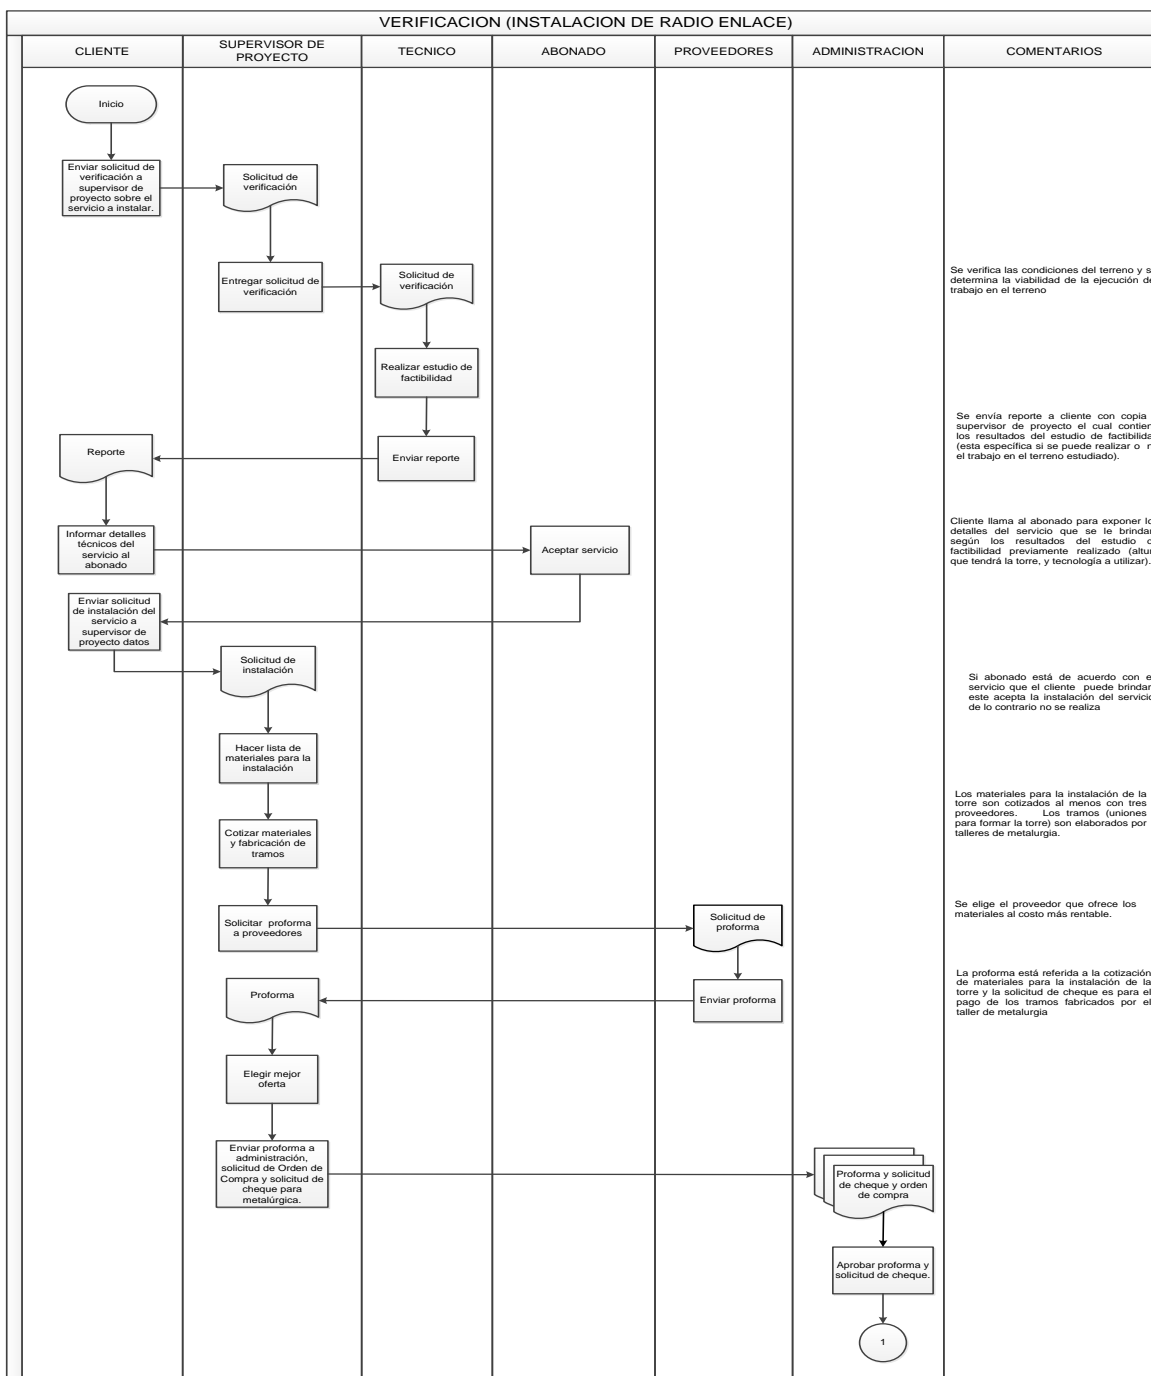 VERIFICACION (INSTALACION DE RADIO ENLACE)
CLIENTE
SUPERVISOR DE
PROYECTO
TECNICO
ABONADO
PROVEEDORES
ADMINISTRACION
COMENTARIOS
Inicio
Enviar solicitud de
verificación a
supervisor de
proyecto sobre el
servicio a instalar.
Solicitud de
verificación
Entregar solicitud de
verificación
Solicitud de
verificación
Se verifica las condiciones del terreno y s
determina la viabilidad de la ejecución de
trabajo en el terreno
Realizar estudio de
factibilidad
Enviar reporte
Reporte
Se envía reporte a cliente con copia
supervisor de proyecto el cual contien
los resultados del estudio de factibilida
(esta específica si se puede realizar o n
el trabajo en el terreno estudiado).
Informar detalles
técnicos del
servicio al
abonado
Aceptar servicio
Cliente llama al abonado para exponer lo
detalles del servicio que se le brindar
según los resultados del estudio d
factibilidad previamente realizado (altur
que tendrá la torre, y tecnología a utilizar).
Enviar solicitud
de instalación del
servicio a
supervisor de
proyecto datos
Solicitud de
instalación
Si abonado está de acuerdo con e
servicio que el cliente puede brindar
este acepta la instalación del servicio
de lo contrario no se realiza
Hacer lista de
materiales para la
instalación
Cotizar materiales
y fabricación de
tramos
Los materiales para la instalación de la
torre son cotizados al menos con tres
proveedores. Los tramos (uniones
para formar la torre) son elaborados por
talleres de metalurgia.
Solicitar proforma
a proveedores
Solicitud de
proforma
Se elige el proveedor que ofrece los
materiales al costo más rentable.
Proforma
Enviar proforma
La proforma está referida a la cotización
de materiales para la instalación de la
torre y la solicitud de cheque es para el
pago de los tramos fabricados por el
taller de metalurgia
Elegir mejor
oferta
Enviar proforma a
administración,
solicitud de Orden de
Compra y solicitud de
cheque para
metalúrgica.
Proforma y solicitud
de cheque y orden
de compra
Aprobar proforma y
solicitud de cheque.
1